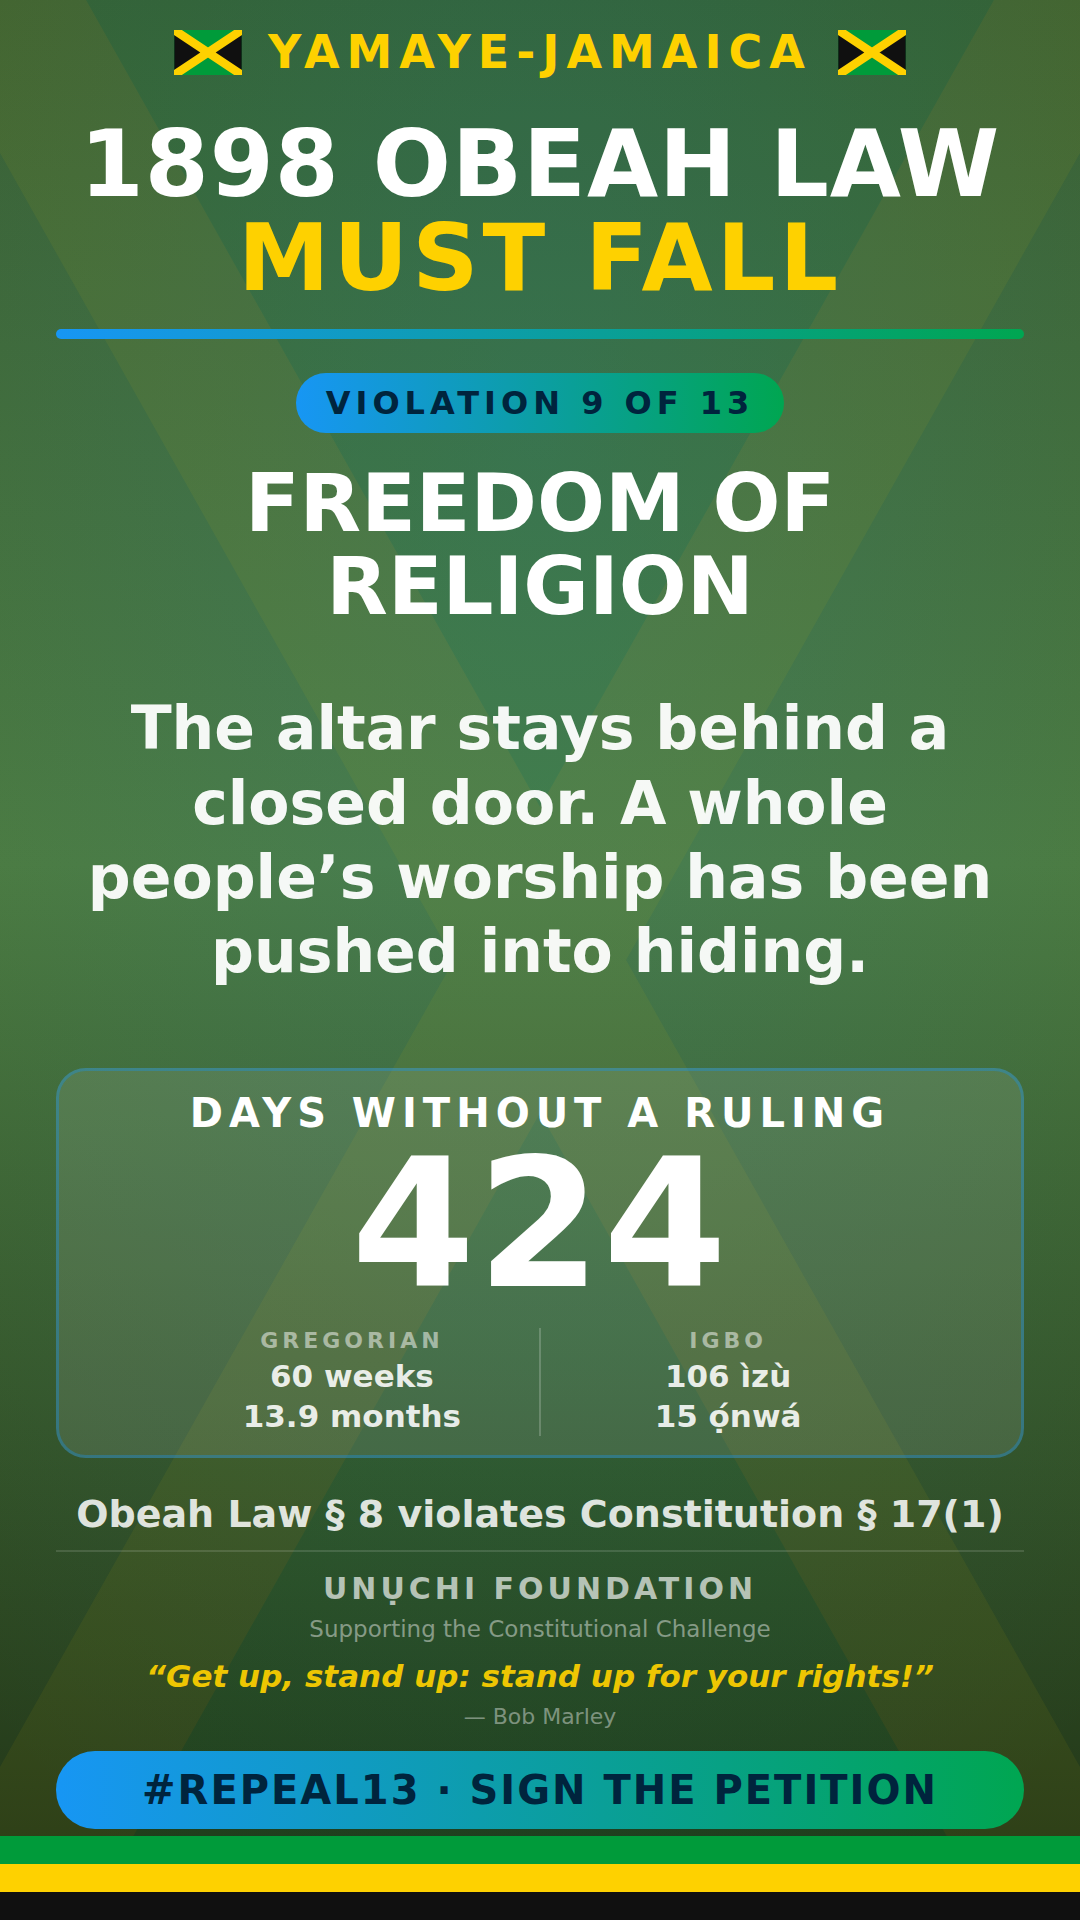 YAMAYE-JAMAICA
1898 OBEAH LAW
MUST FALL
VIOLATION 9 OF 13
FREEDOM OF
RELIGION
The altar stays behind a
closed door. A whole
people’s worship has been
pushed into hiding.
DAYS WITHOUT A RULING
424
GREGORIAN
60 weeks
13.9 months
IGBO
106 ìzù
15 ọ́nwá
Obeah Law § 8 violates Constitution § 17(1)
UNỤCHI FOUNDATION
Supporting the Constitutional Challenge
“Get up, stand up: stand up for your rights!”
— Bob Marley
#REPEAL13 · SIGN THE PETITION